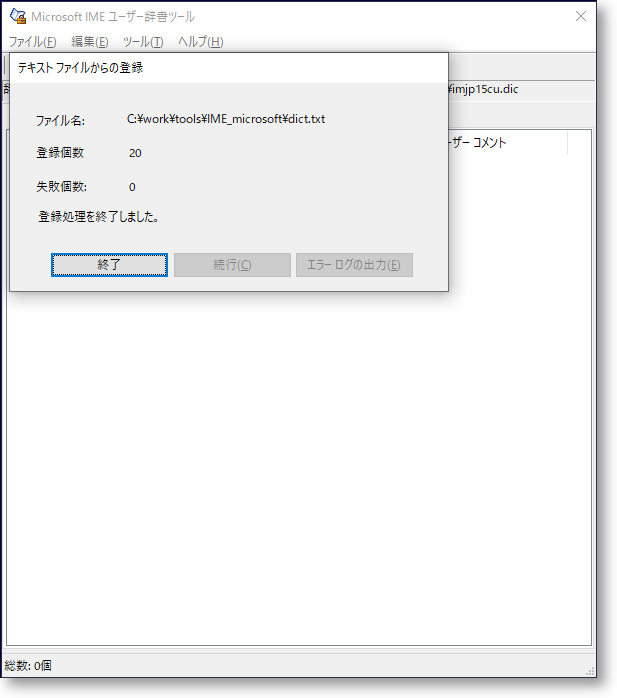 Microsoft IME ユーザー辞書ツール
ファイル(F) 編集(E) ツール(T) ヘルプ(H)
テキスト ファイルからの登録
¥imjp15cu.dic
ファイル名: C:¥work¥tools¥IME_microsoft¥dict.txt
ーザー コメント
登録個数 20
失敗個数: 0
登録処理を終了しました。
終了 続行(C) エラー ログの出力(E)
総数: 0個